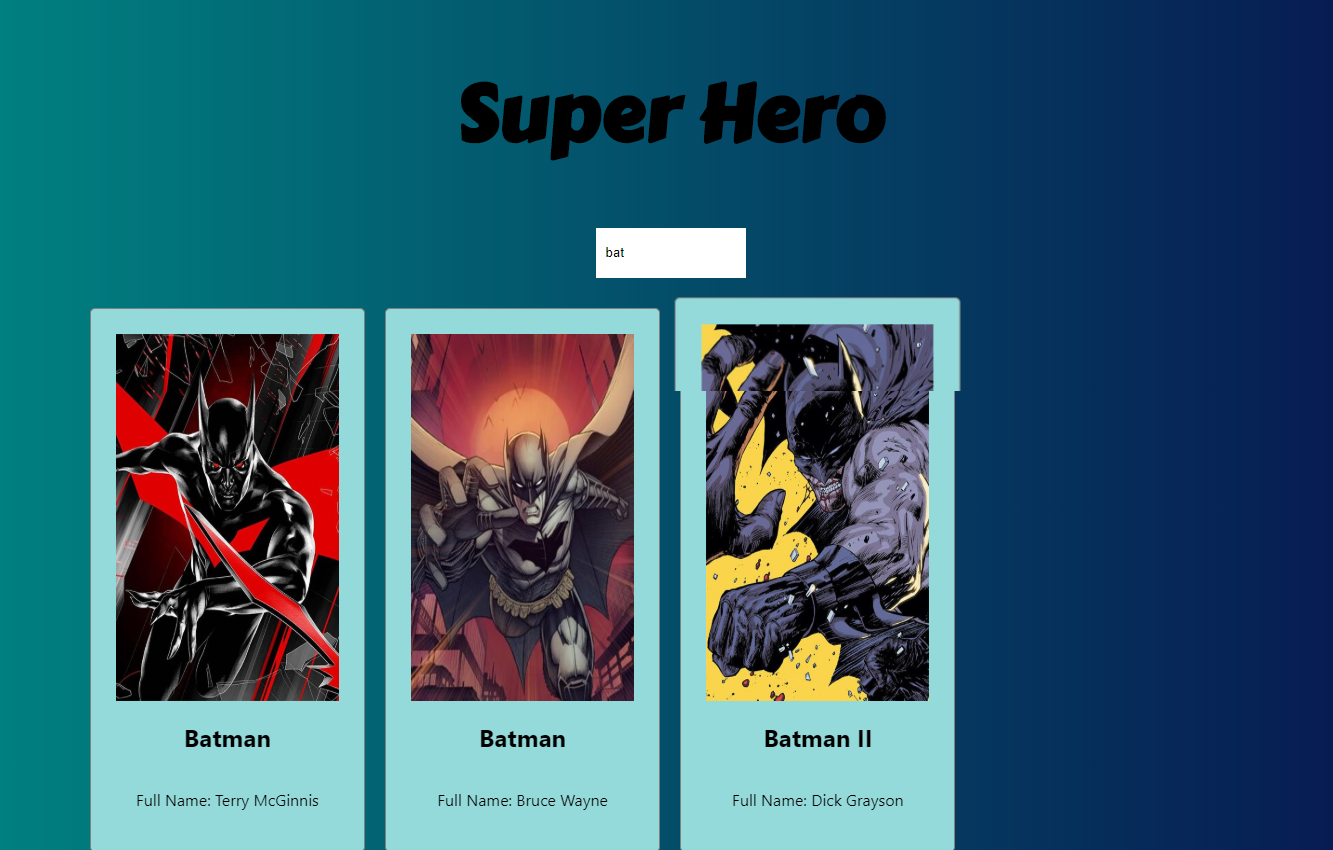 Super Hero
bat
Batman
Batman
Batman II
Full Name: Terry McGinnis
Full Name: Bruce Wayne
Full Name: Dick Grayson